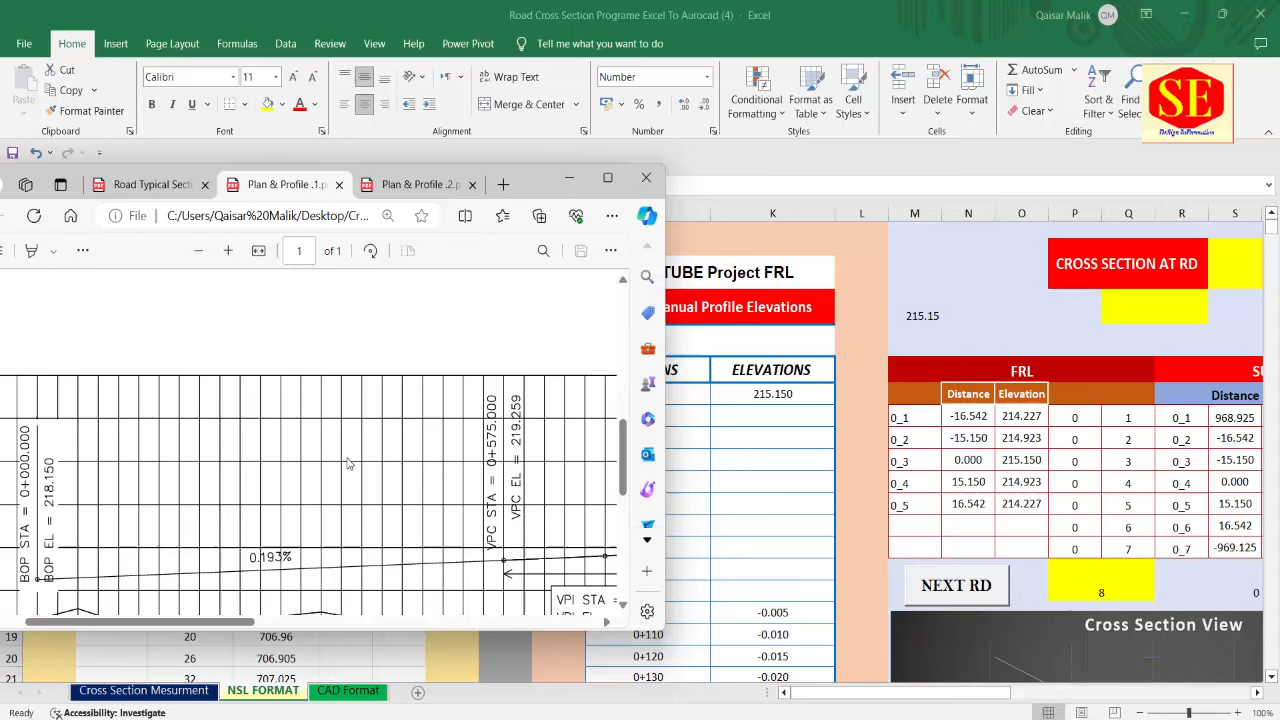 Road Cross Section Programe Excel To Aurocad (4) - Excel
Qaisar Malik
QM
File Home Insert Page Layout Formulas Data Review View Help Power Pivot Tell me what you want to do
Cut
Copy
Format Painter
Paste
Clipboard
Calibri 11
B I U
Font
Wrap Text
Merge & Center
Alignment
Number
Number
Conditional Formatting
Format as Table
Cell Styles
Styles
Insert Delete Format
Cells
AutoSum
Fill
Clear
Sort & Filter
Find
Editing
SE
DeSign InFormation
Plan & Profile .1.p
Plan & Profile .2.p
File C:/Users/Qaisar%20Malik/Desktop/Cr...
1 of 1
K L M N O P Q R S
TUBE Project FRL
CROSS SECTION AT RD
215.15
ELEVATIONS
215.150
FRL
Distance Elevation
Distance
0_1 -16.542 214.227 0 1 0_1 968.925
0_2 -15.150 214.923 0 2 0_2 -16.542
0_3 0.000 215.150 0 3 0_3 -15.150
0_4 15.150 214.923 0 4 0_4 0.000
0_5 16.542 214.227 0 5 0_5 15.150
0 6 0_6 16.542
0 7 0_7 -969.125
NEXT RD
8
0
Cross Section View
BOP STA = 0+000.000
BOP EL = 218.150
0.193%
VPC STA = 0+575.000
VPC EL = 219.259
VPI STA =
-0.005
0+110 -0.010
0+120 -0.015
0+130 -0.020
19 20 706.96
20 26 706.905
21 32 707.025
Cross Section Mesurment
NSL FORMAT
CAD Format
Ready
Accessibility: Investigate
100%